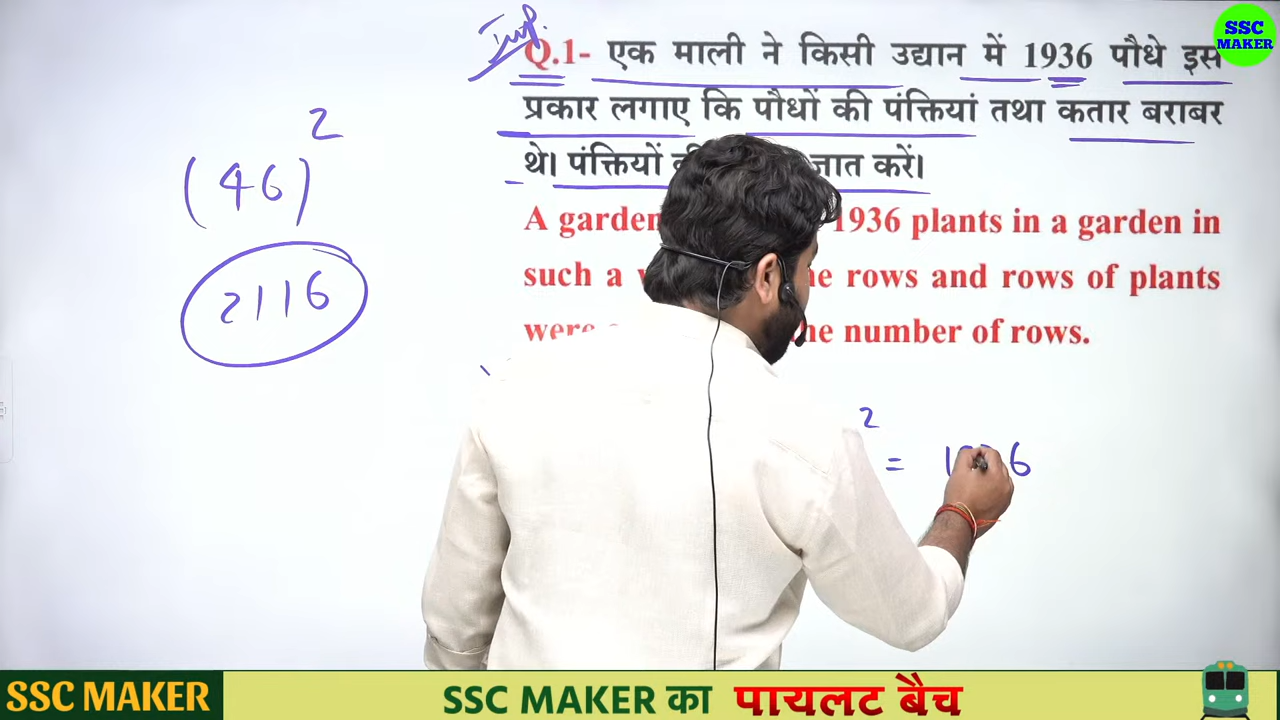 SSC
MAKER
Imp
Q.1- एक माली ने किसी उद्यान में 1936 पौधे इस
प्रकार लगाए कि पौधों की पंक्तियां तथा कतार बराबर
थे। पंक्तियों करें।
A garden 1936 plants in a garden in
such a rows and rows of plants
were number of rows.
(46)²
2116
2
= 1 6
SSC MAKER
SSC MAKER का पायलट बैच